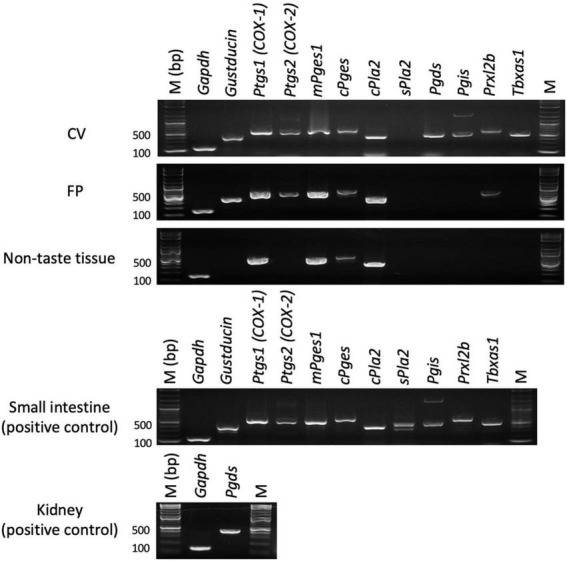 M (bp) Gapdh Gustducin Ptgs1 (COX-1) Ptgs2 (COX-2) mPges1 cPges cPla2 sPla2 Pgds Pgis Prxl2b Tbxas1 M
CV
500
100
FP
500
100
Non-taste tissue
500
100
M (bp) Gapdh Gustducin Ptgs1 (COX-1) Ptgs2 (COX-2) mPges1 cPges cPla2 sPla2 Pgis Prxl2b Tbxas1 M
Small intestine
(positive control)
500
100
M (bp) Gapdh Pgds M
Kidney
(positive control)
500
100